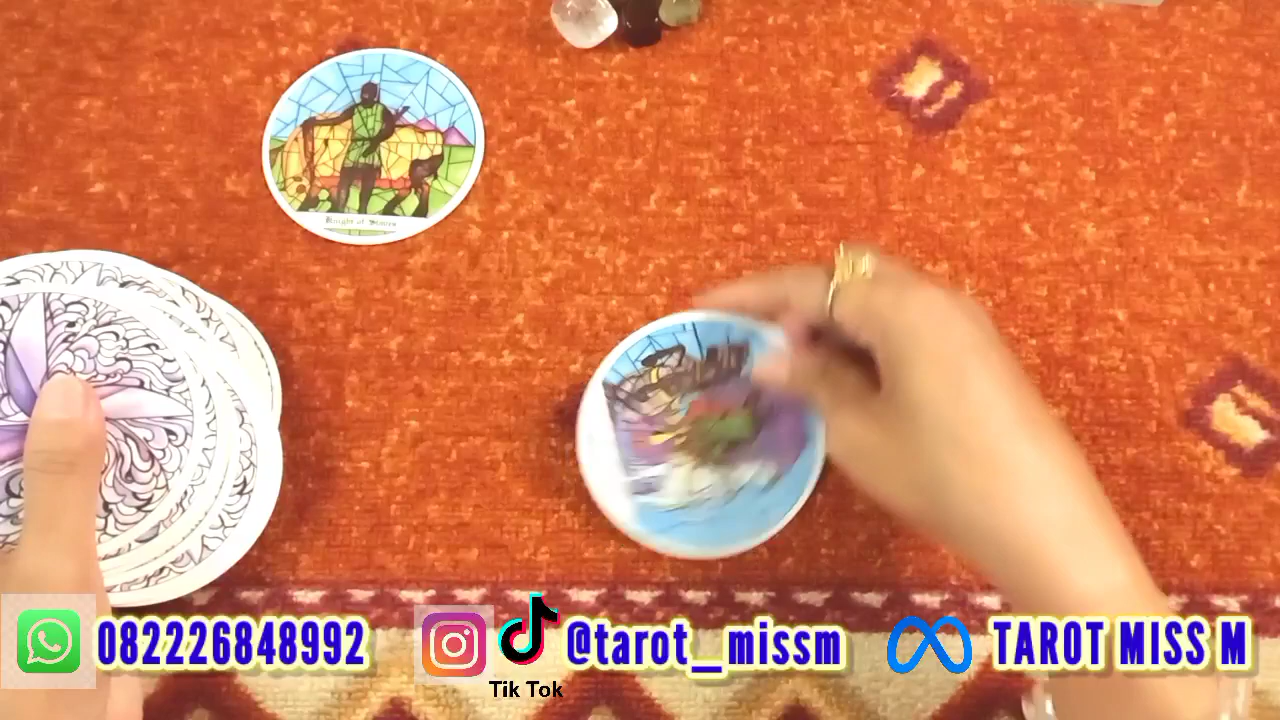 Knight of Stones
082226848992
Tik Tok
@tarot_missm
TAROT MISS M